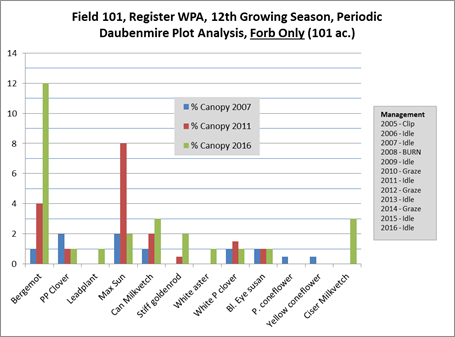 Field 101, Register WPA, 12th Growing Season, Periodic
Daubenmire Plot Analysis, Forb Only (101 ac.)
14
12
10
8
6
4
2
0
% Canopy 2007
% Canopy 2011
% Canopy 2016
Bergemot
PP Clover
Leadplant
Max Sun
Can Milkvetch
Stiff goldenrod
White aster
White P clover
Bl. Eye susan
P. coneflower
Yellow coneflower
Ciser Milkvetch
Management
2005 - Clip
2006 - Idle
2007 - Idle
2008 - BURN
2009 - Idle
2010 - Graze
2011 - Idle
2012 - Graze
2013 - Idle
2014 - Graze
2015 - Idle
2016 - Idle